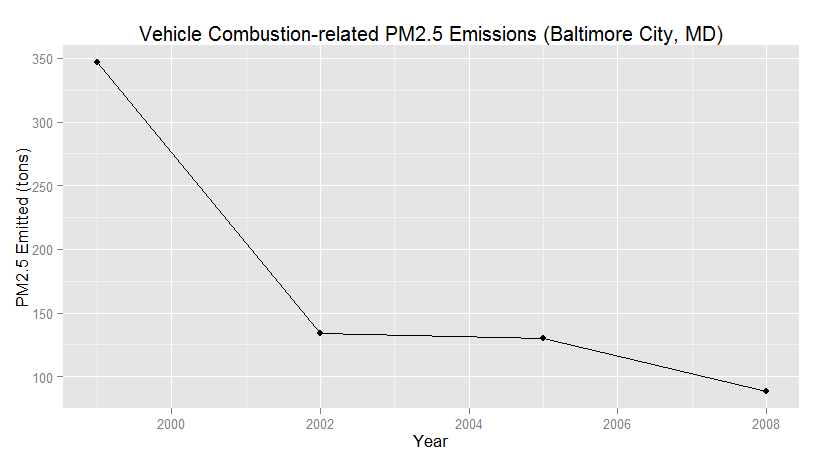 Vehicle Combustion-related PM2.5 Emissions (Baltimore City, MD)
PM2.5 Emitted (tons)
350
300
250
200
150
100
2000 2002 2004 2006 2008
Year